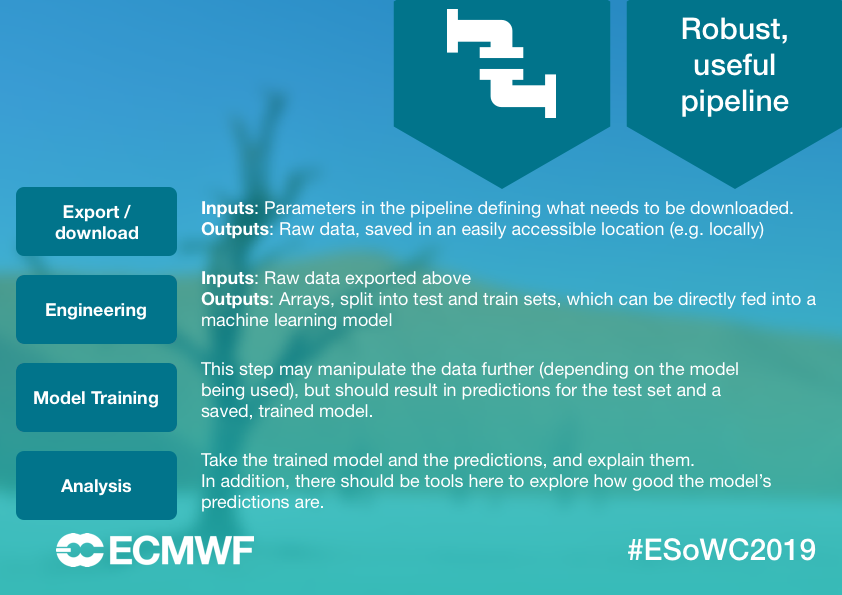 Robust,
useful
pipeline
Export /
download
Inputs: Parameters in the pipeline defining what needs to be downloaded.
Outputs: Raw data, saved in an easily accessible location (e.g. locally)
Engineering
Inputs: Raw data exported above
Outputs: Arrays, split into test and train sets, which can be directly fed into a
machine learning model
Model Training
This step may manipulate the data further (depending on the model
being used), but should result in predictions for the test set and a
saved, trained model.
Analysis
Take the trained model and the predictions, and explain them.
In addition, there should be tools here to explore how good the model's
predictions are.
ECMWF
#ESoWC2019